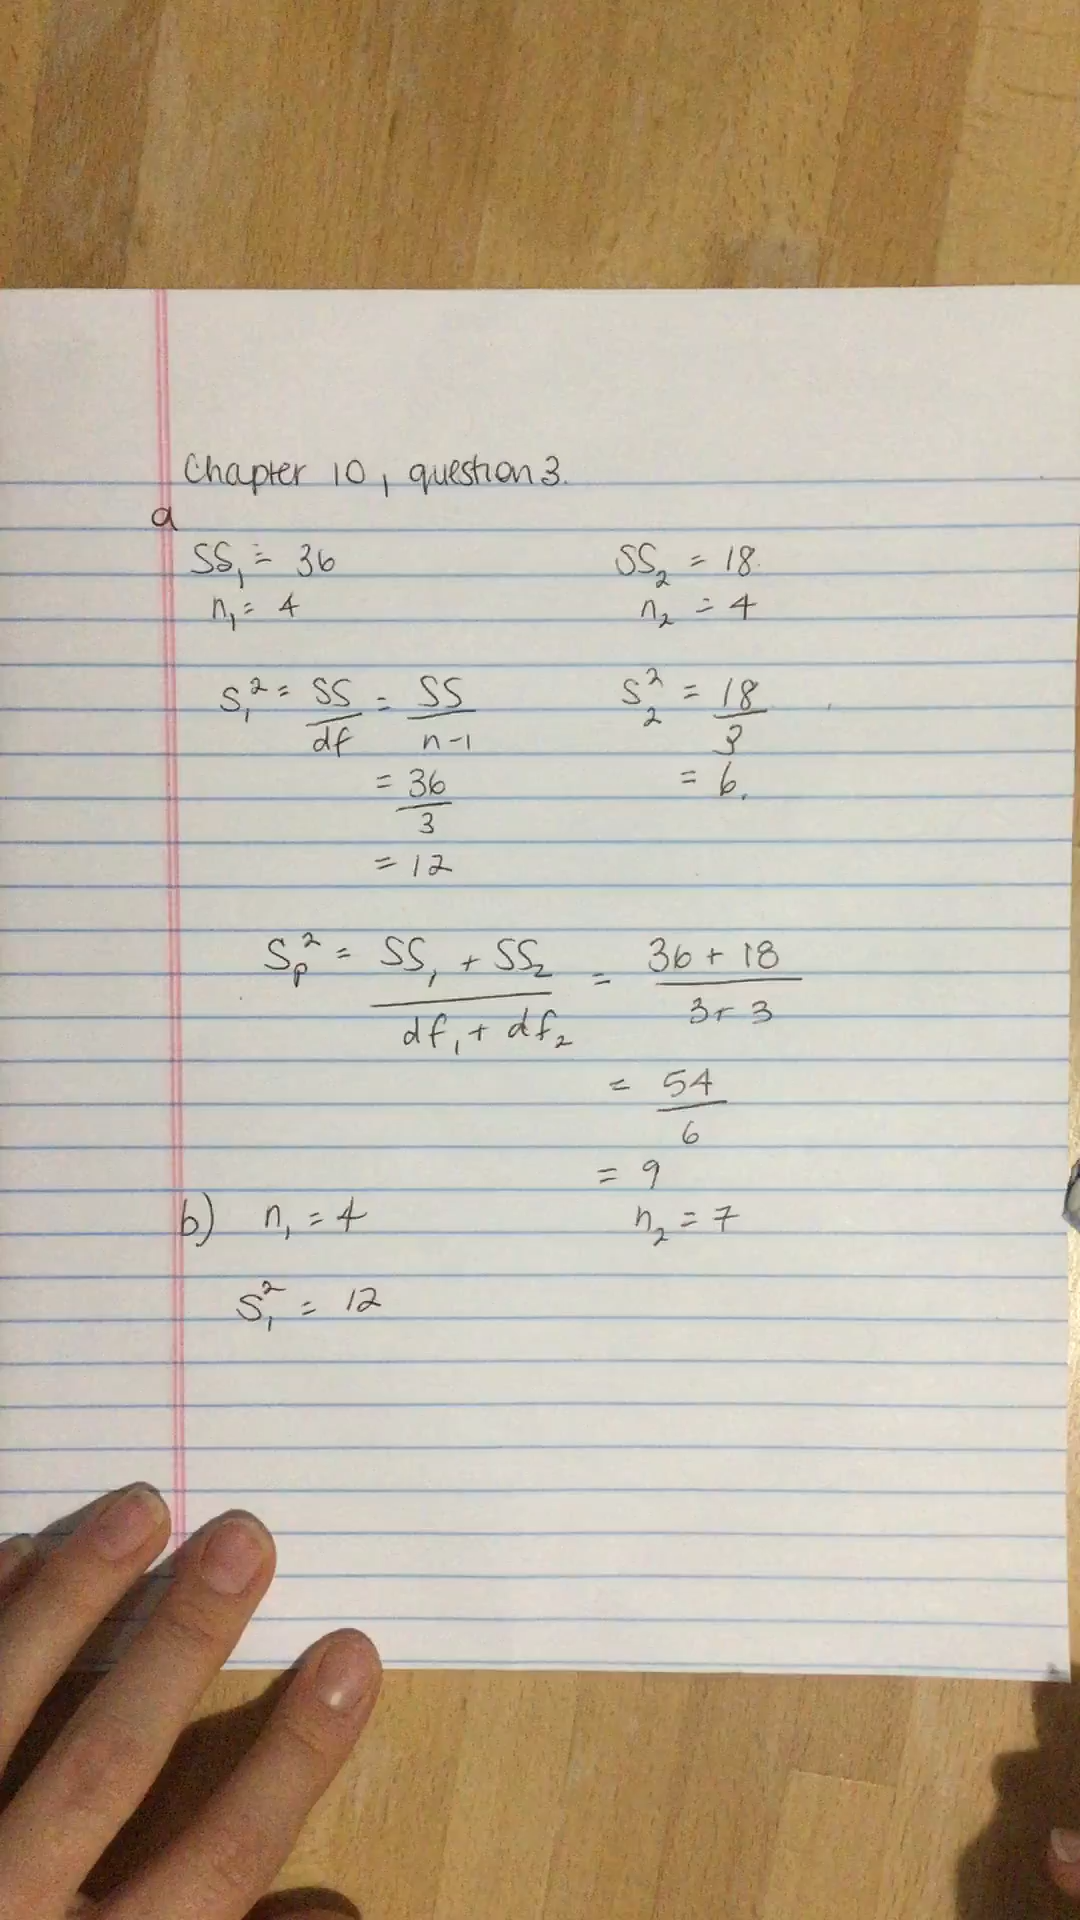 Chapter 10, question 3.
a
SS₁ = 36 SS₂ = 18
n₁ = 4 n₂ = 4
S₁² = SS/df = SS/n-1 S₂² = 18/3
= 36/3 = 6.
= 12
Sp² = SS₁ + SS₂/df₁ + df₂ = 36 + 18/3 + 3
= 54/6
= 9
b) n₁ = 4 n₂ = 7
S₁² = 12